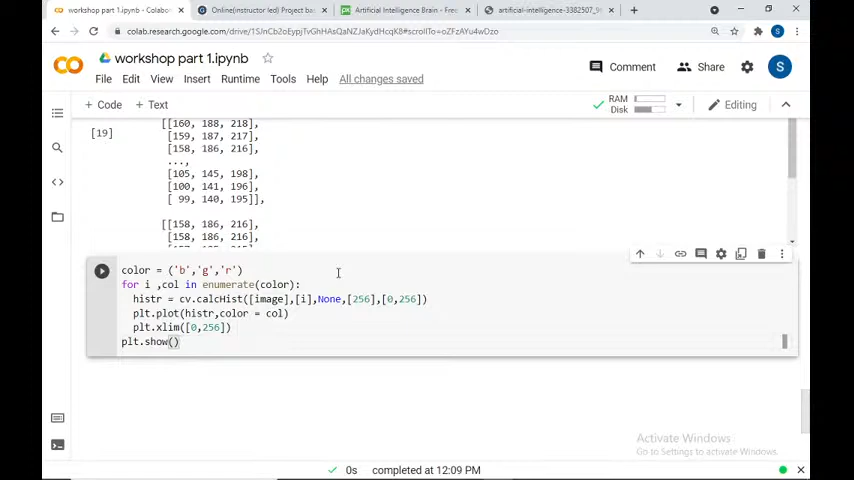 workshop part 1.ipynb - Colabo
Online(instructor led) Project ba
Artificial Intelligence Brain - Free
artificial-intelligence-3382507_96
colab.research.google.com/drive/1SJnCb2oEypjTvGhHAsQaNZJaKydHcqK8#scrollTo=oZFzAYu4wDzo
S
workshop part 1.ipynb
Comment
Share
S
File Edit View Insert Runtime Tools Help All changes saved
+ Code + Text
RAM
Disk
Editing
[19]
[[160, 188, 218],
[159, 187, 217],
[158, 186, 216],
...,
[105, 145, 198],
[100, 141, 196],
[ 99, 140, 195]],
[[158, 186, 216],
[158, 186, 216],
color = ('b','g','r')
for i ,col in enumerate(color):
histr = cv.calcHist([image],[i],None,[256],[0,256])
plt.plot(histr,color = col)
plt.xlim([0,256])
plt.show()
Activate Windows
Go to Settings to activate Windows.
0s completed at 12:09 PM